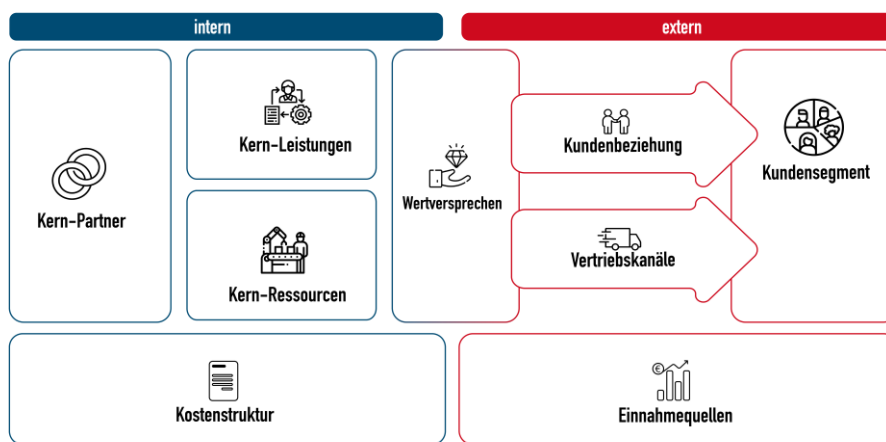 intern
extern
Kern-Partner
Kern-Leistungen
Kern-Ressourcen
Wertversprechen
Kundenbeziehung
Vertriebskanäle
Kundensegment
Kostenstruktur
€
Einnahmequellen